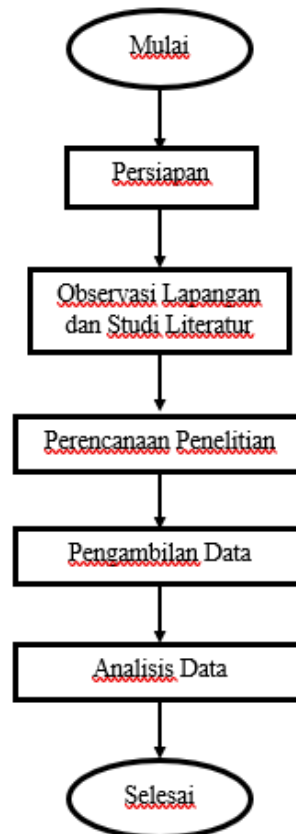 Mulai
Persiapan
Observasi Lapangan
dan Studi Literatur
Perencanaan Penelitian
Pengambilan Data
Analisis Data
Selesai